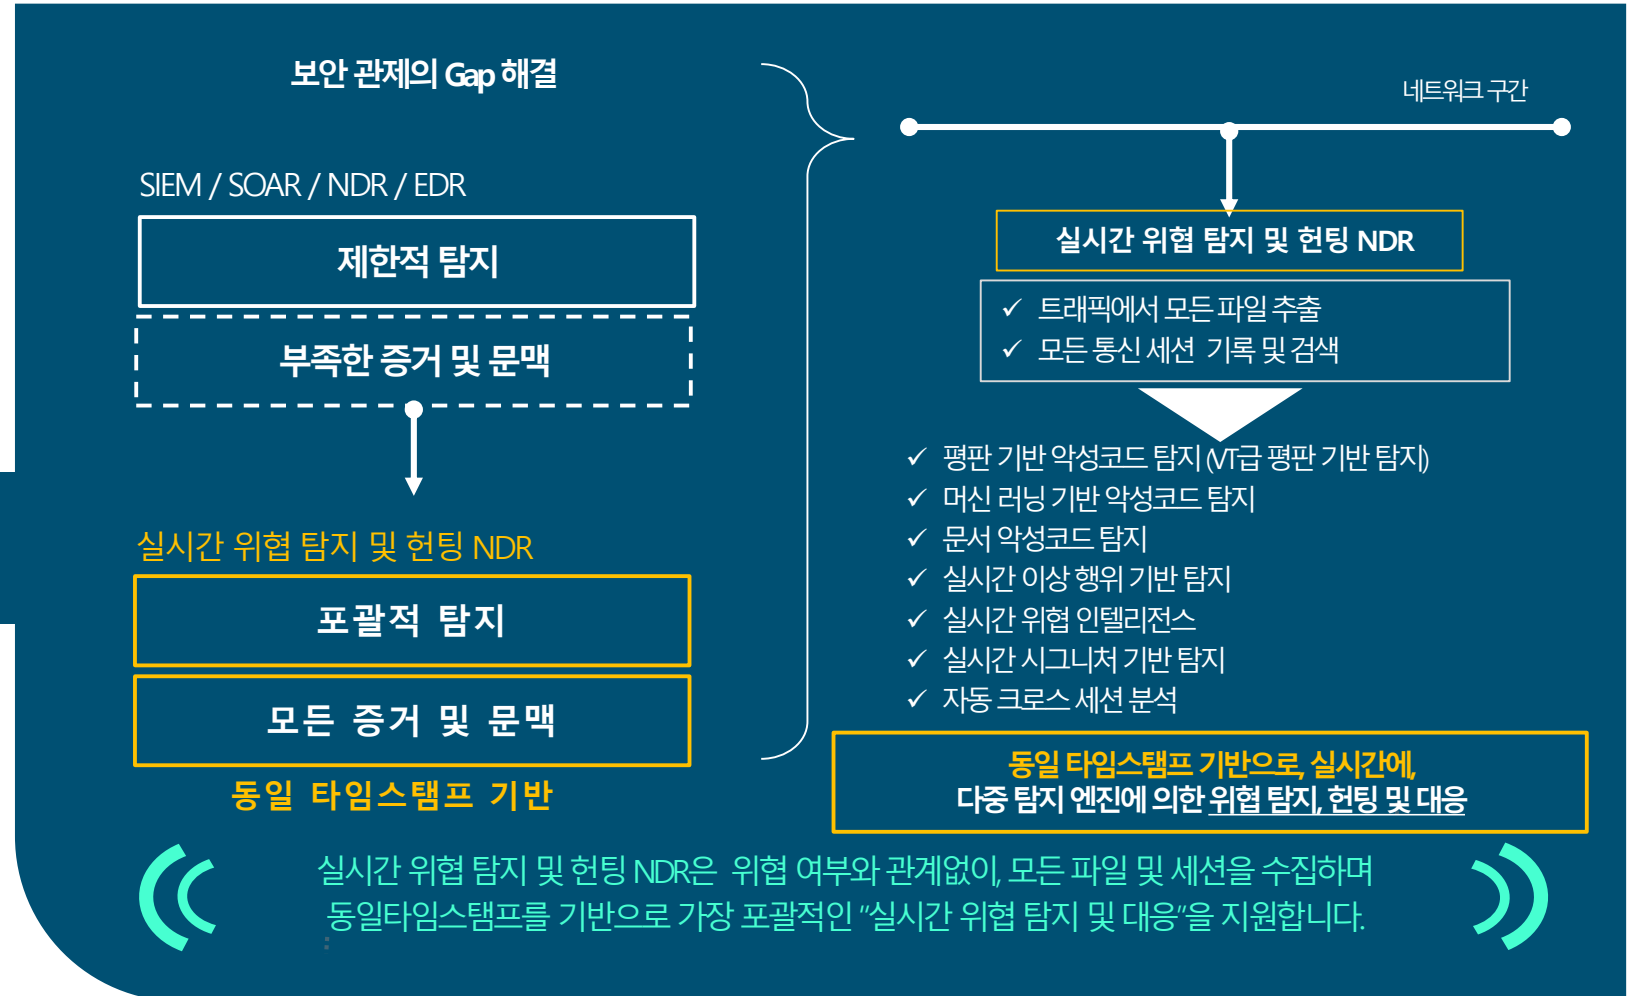 보안 관제의 Gap 해결
SIEM / SOAR / NDR / EDR
제한적 탐지
부족한 증거 및 문맥
실시간 위협 탐지 및 헌팅 NDR
포괄적 탐지
모든 증거 및 문맥
동일 타임스탬프 기반
네트워크 구간
실시간 위협 탐지 및 헌팅 NDR
✓ 트래픽에서 모든 파일 추출
✓ 모든 통신 세션 기록 및 검색
✓ 평판 기반 악성코드 탐지 (VT급 평판 기반 탐지)
✓ 머신 러닝 기반 악성코드 탐지
✓ 문서 악성코드 탐지
✓ 실시간 이상 행위 기반 탐지
✓ 실시간 위협 인텔리전스
✓ 실시간 시그니처 기반 탐지
✓ 자동 크로스 세션 분석
동일 타임스탬프 기반으로, 실시간에,
다중 탐지 엔진에 의한 위협 탐지, 헌팅 및 대응
실시간 위협 탐지 및 헌팅 NDR은 위협 여부와 관계없이, 모든 파일 및 세션을 수집하며
동일타임스탬프를 기반으로 가장 포괄적인 “실시간 위협 탐지 및 대응”을 지원합니다.
: